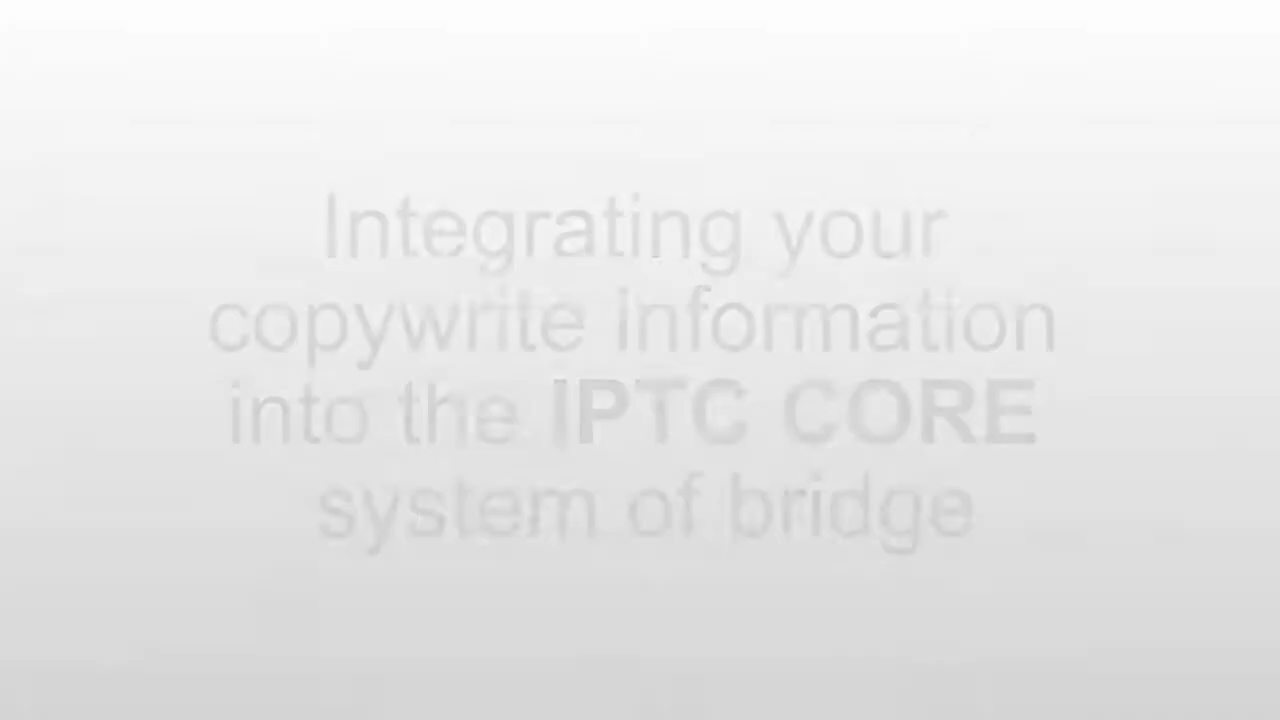 Integrating your
copywrite information
into the IPTC CORE
system of bridge